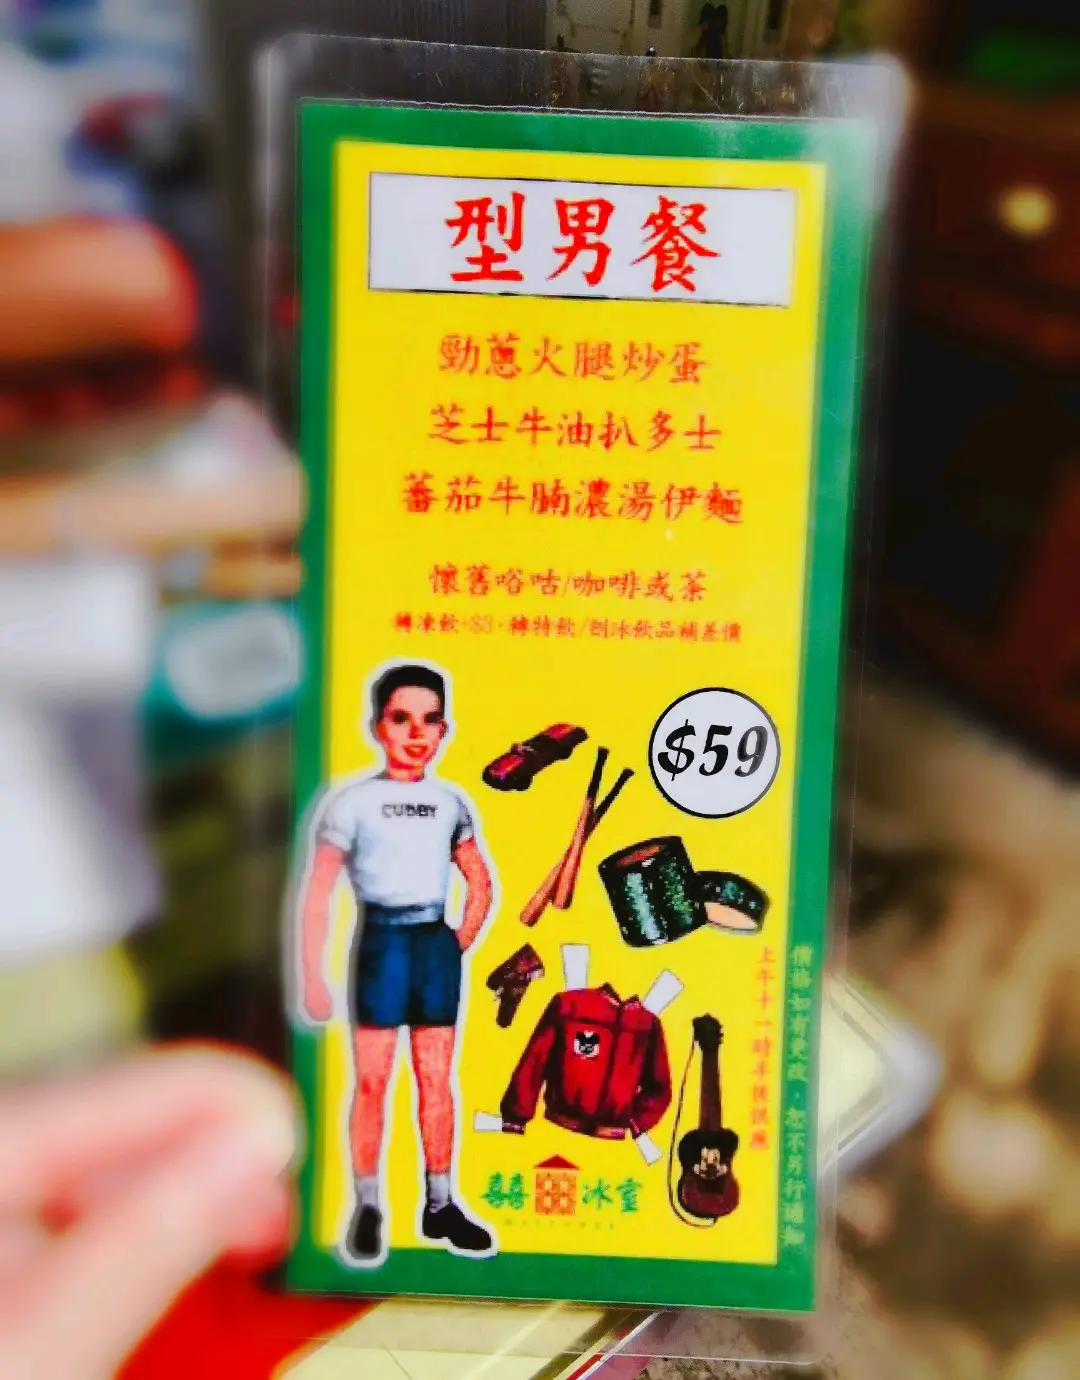 型男餐
勁蔥火腿炒蛋
芝士牛油扒多士
蕃茄牛腩濃湯伊麵
懷舊唂咕/咖啡或茶
轉凍飲+$3·轉特飲/刨冰飲品補差價
$59
CUBBY
上午十一時半後供應
價格如有更改·恕不另行通知
囍囍冰室